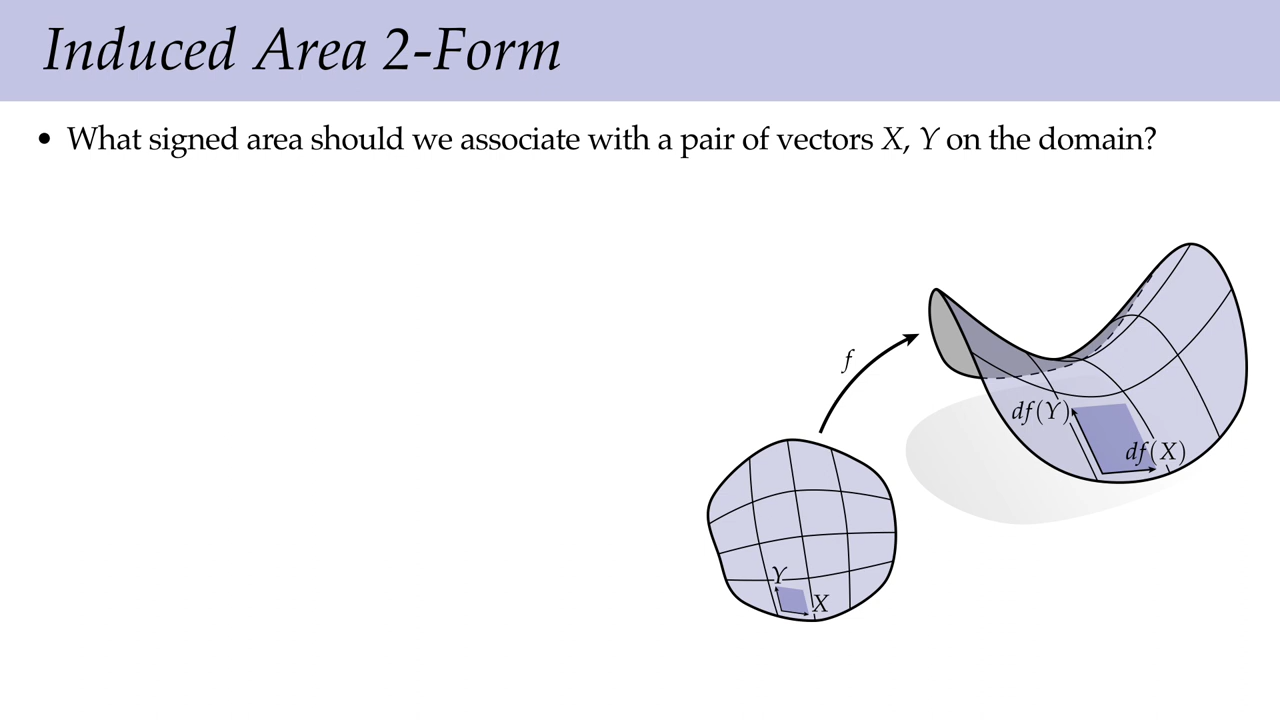 Induced Area 2-Form
• What signed area should we associate with a pair of vectors X, Y on the domain?
f
df(Y)
df(X)
Y
X